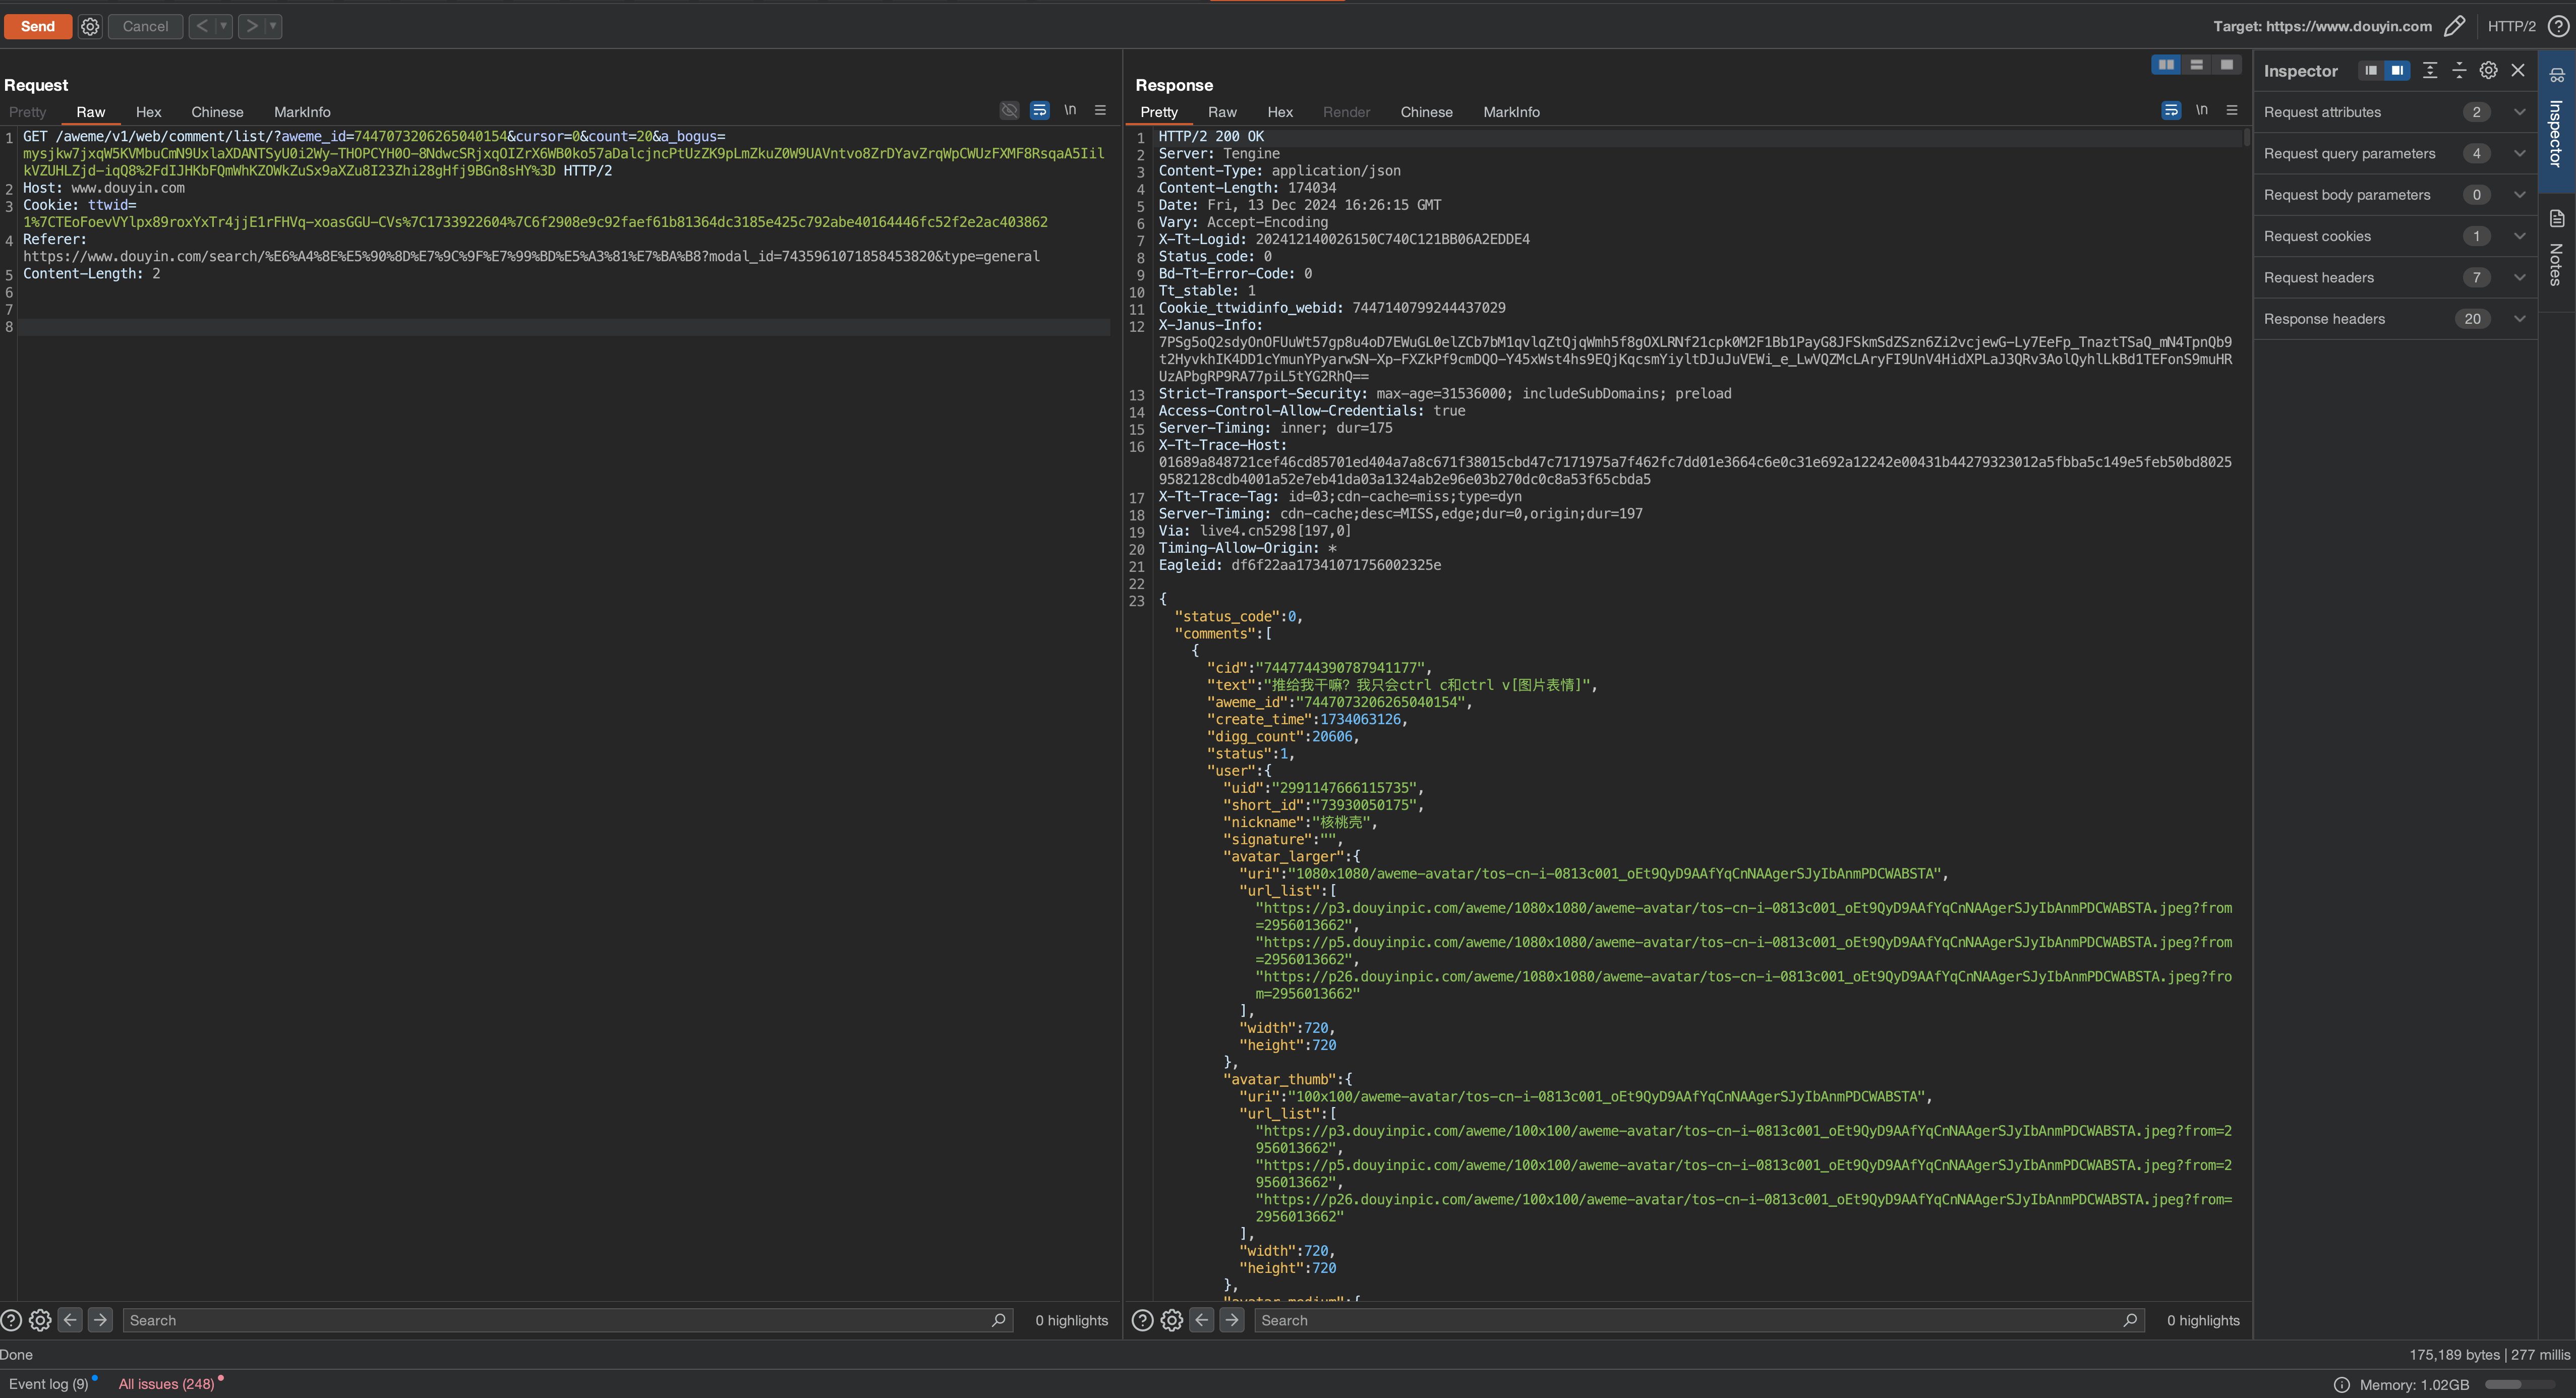 Send
Cancel
Target: https://www.douyin.com
HTTP/2
Request
Pretty
Raw
Hex
Chinese
MarkInfo
\n
1 GET /aweme/v1/web/comment/list/?aweme_id=7447073206265040154&cursor=0&count=20&a_bogus=
mysjkw7jxqW5KVMbuCmN9UxlaXDANTSyU0i2Wy-THOPCYH0O-8NdwcSRjxqOIZrX6WB0ko57aDalcjncPtUzZK9pLmZkuZ0W9UAVntvo8ZrDYavZrqWpCWUzFXMF8RsqaA5Iil
kVZUHLZjd-iqQ8%2FdIJHKbFQmWhKZOWkZuSx9aXZu8I23Zhi28gHfj9BGn8sHY%3D HTTP/2
2 Host: www.douyin.com
3 Cookie: ttwid=
1%7CTEoFoevVYlpx89roxYxTr4jjE1rFHVq-xoasGGU-CVs%7C1733922604%7C6f2908e9c92faef61b81364dc3185e425c792abe40164446fc52f2e2ac403862
4 Referer:
https://www.douyin.com/search/%E6%A4%8E%E5%90%8D%E7%9C%9F%E7%99%BD%E5%A3%81%E7%BA%B8?modal_id=7435961071858453820&type=general
5 Content-Length: 2
6
7
8
Response
Pretty
Raw
Hex
Render
Chinese
MarkInfo
\n
1 HTTP/2 200 OK
2 Server: Tengine
3 Content-Type: application/json
4 Content-Length: 174034
5 Date: Fri, 13 Dec 2024 16:26:15 GMT
6 Vary: Accept-Encoding
7 X-Tt-Logid: 202412140026150C740C121BB06A2EDDE4
8 Status_code: 0
9 Bd-Tt-Error-Code: 0
10 Tt_stable: 1
11 Cookie_ttwidinfo_webid: 7447140799244437029
12 X-Janus-Info:
7PSg5oQ2sdyOnOFUuWt57gp8u4oD7EWuGL0elZCb7bM1qvlqZtQjqWmh5f8gOXLRNf21cpk0M2F1Bb1PayG8JFSkmSdZSzn6Zi2vcjewG-Ly7EeFp_TnaztTSaQ_mN4TpnQb9
t2HyvkhIK4DD1cYmunYPyarwSN-Xp-FXZkPf9cmDQO-Y45xWst4hs9EQjKqcsmYiyltDJuJuVEWi_e_LwVQZMcLAryFI9UnV4HidXPLaJ3QRv3AolQyhlLkBd1TEFonS9muHR
UzAPbgRP9RA77piL5tYG2RhQ==
13 Strict-Transport-Security: max-age=31536000; includeSubDomains; preload
14 Access-Control-Allow-Credentials: true
15 Server-Timing: inner; dur=175
16 X-Tt-Trace-Host:
01689a848721cef46cd85701ed404a7a8c671f38015cbd47c7171975a7f462fc7dd01e3664c6e0c31e692a12242e00431b44279323012a5fbba5c149e5feb50bd8025
9582128cdb4001a52e7eb41da03a1324ab2e96e03b270dc0c8a53f65cbda5
17 X-Tt-Trace-Tag: id=03;cdn-cache=miss;type=dyn
18 Server-Timing: cdn-cache;desc=MISS,edge;dur=0,origin;dur=197
19 Via: live4.cn5298[197,0]
20 Timing-Allow-Origin: *
21 Eagleid: df6f22aa17341071756002325e
22
23 {
"status_code":0,
"comments":[
{
"cid":"7447744390787941177",
"text":"推给我干嘛？我只会ctrl c和ctrl v[图片表情]",
"aweme_id":"7447073206265040154",
"create_time":1734063126,
"digg_count":20606,
"status":1,
"user":{
"uid":"2991147666115735",
"short_id":"73930050175",
"nickname":"核桃壳",
"signature":"",
"avatar_larger":{
"uri":"1080x1080/aweme-avatar/tos-cn-i-0813c001_oEt9QyD9AAfYqCnNAAgerSJyIbAnmPDCWABSTA",
"url_list":[
"https://p3.douyinpic.com/aweme/1080x1080/aweme-avatar/tos-cn-i-0813c001_oEt9QyD9AAfYqCnNAAgerSJyIbAnmPDCWABSTA.jpeg?from
=2956013662",
"https://p5.douyinpic.com/aweme/1080x1080/aweme-avatar/tos-cn-i-0813c001_oEt9QyD9AAfYqCnNAAgerSJyIbAnmPDCWABSTA.jpeg?from
=2956013662",
"https://p26.douyinpic.com/aweme/1080x1080/aweme-avatar/tos-cn-i-0813c001_oEt9QyD9AAfYqCnNAAgerSJyIbAnmPDCWABSTA.jpeg?fro
m=2956013662"
],
"width":720,
"height":720
},
"avatar_thumb":{
"uri":"100x100/aweme-avatar/tos-cn-i-0813c001_oEt9QyD9AAfYqCnNAAgerSJyIbAnmPDCWABSTA",
"url_list":[
"https://p3.douyinpic.com/aweme/100x100/aweme-avatar/tos-cn-i-0813c001_oEt9QyD9AAfYqCnNAAgerSJyIbAnmPDCWABSTA.jpeg?from=2
956013662",
"https://p5.douyinpic.com/aweme/100x100/aweme-avatar/tos-cn-i-0813c001_oEt9QyD9AAfYqCnNAAgerSJyIbAnmPDCWABSTA.jpeg?from=2
956013662",
"https://p26.douyinpic.com/aweme/100x100/aweme-avatar/tos-cn-i-0813c001_oEt9QyD9AAfYqCnNAAgerSJyIbAnmPDCWABSTA.jpeg?from=
2956013662"
],
"width":720,
"height":720
},
Inspector
Request attributes 2
Request query parameters 4
Request body parameters 0
Request cookies 1
Request headers 7
Response headers 20
Inspector
Notes
Search
0 highlights
Search
0 highlights
Done
175,189 bytes | 277 millis
Event log (9)
All issues (248)
Memory: 1.02GB